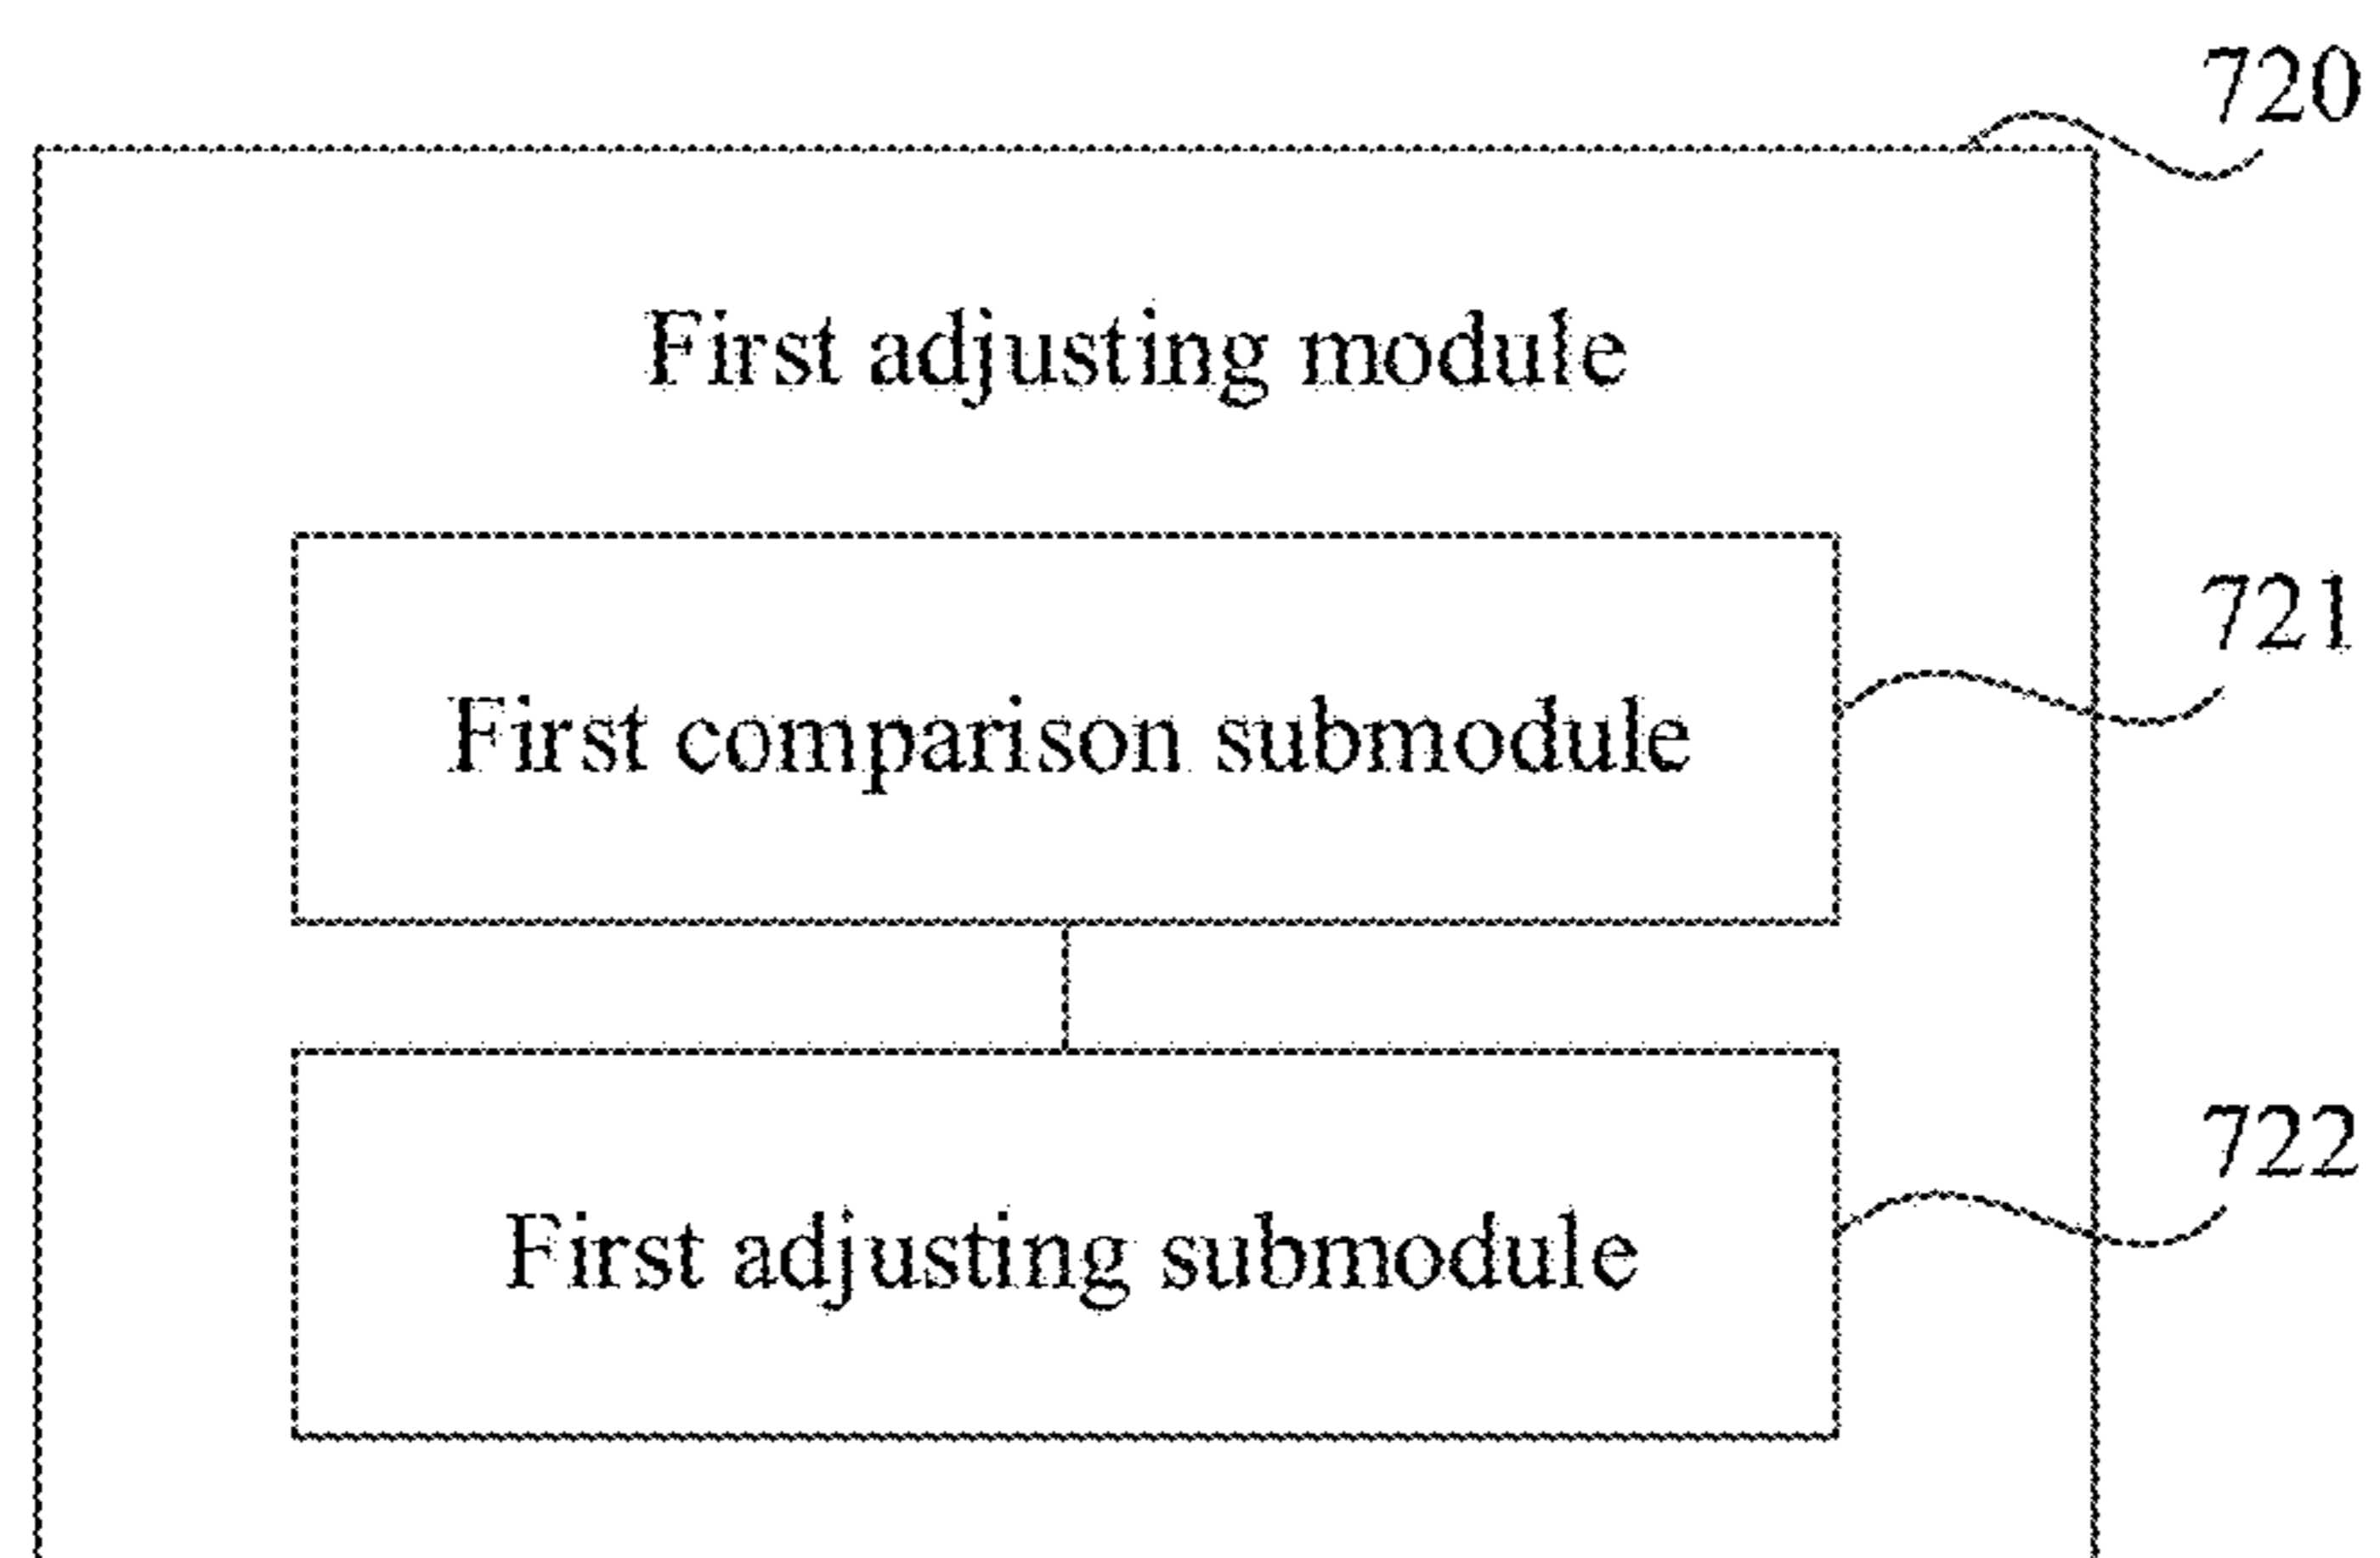 720
First adjusting module
721
First comparison submodule
722
First adjusting submodule